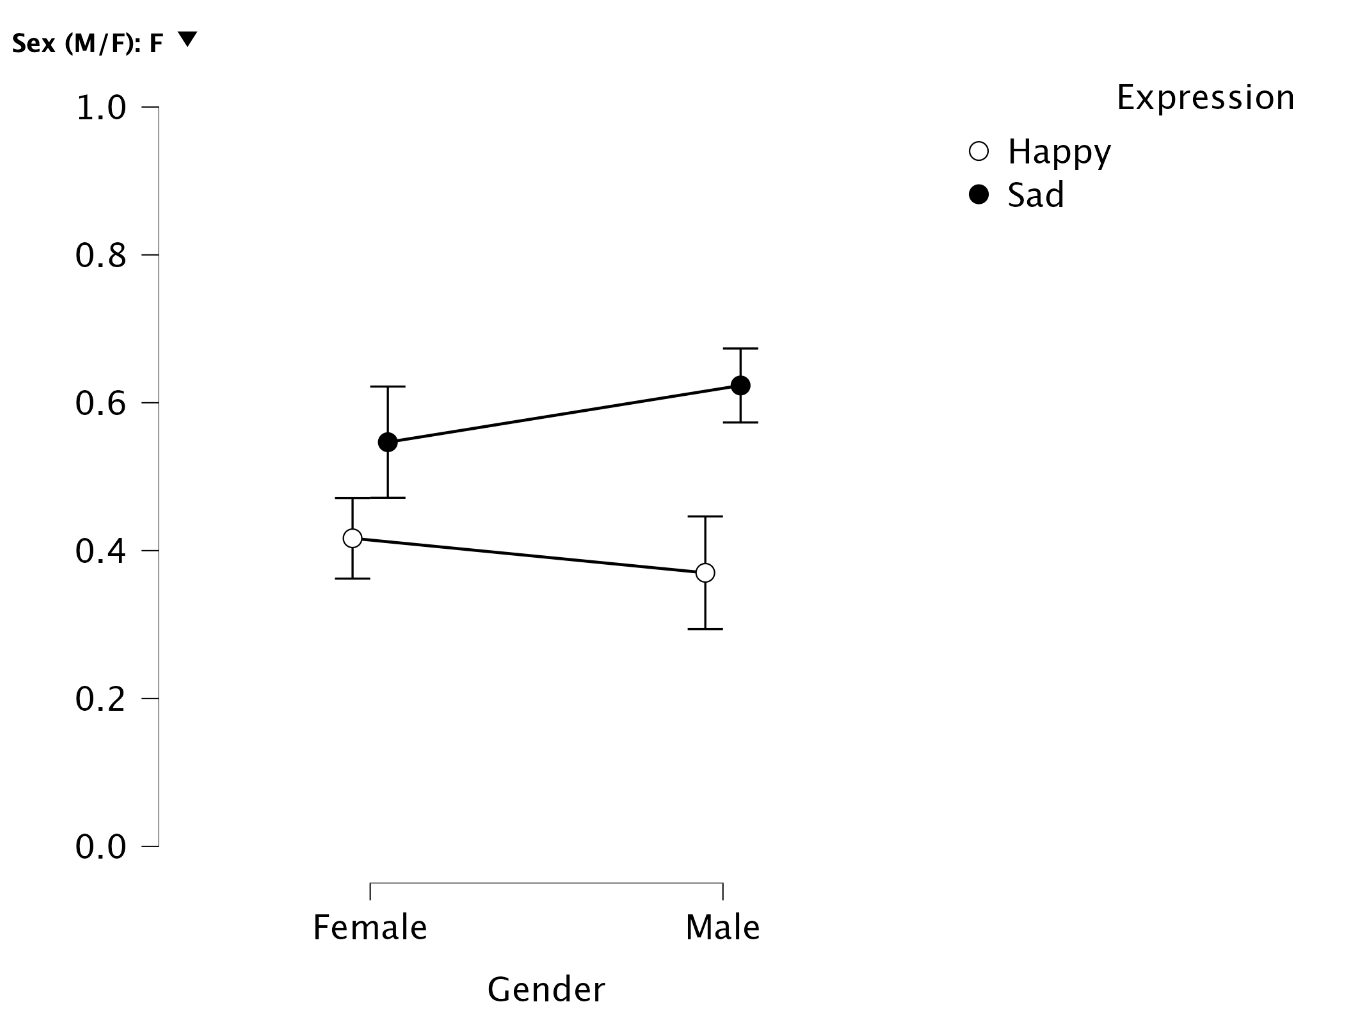 Sex (M/F): F ▼
Expression
Happy
Sad
1.0
0.8
0.6
0.4
0.2
0.0
Female Male
Gender